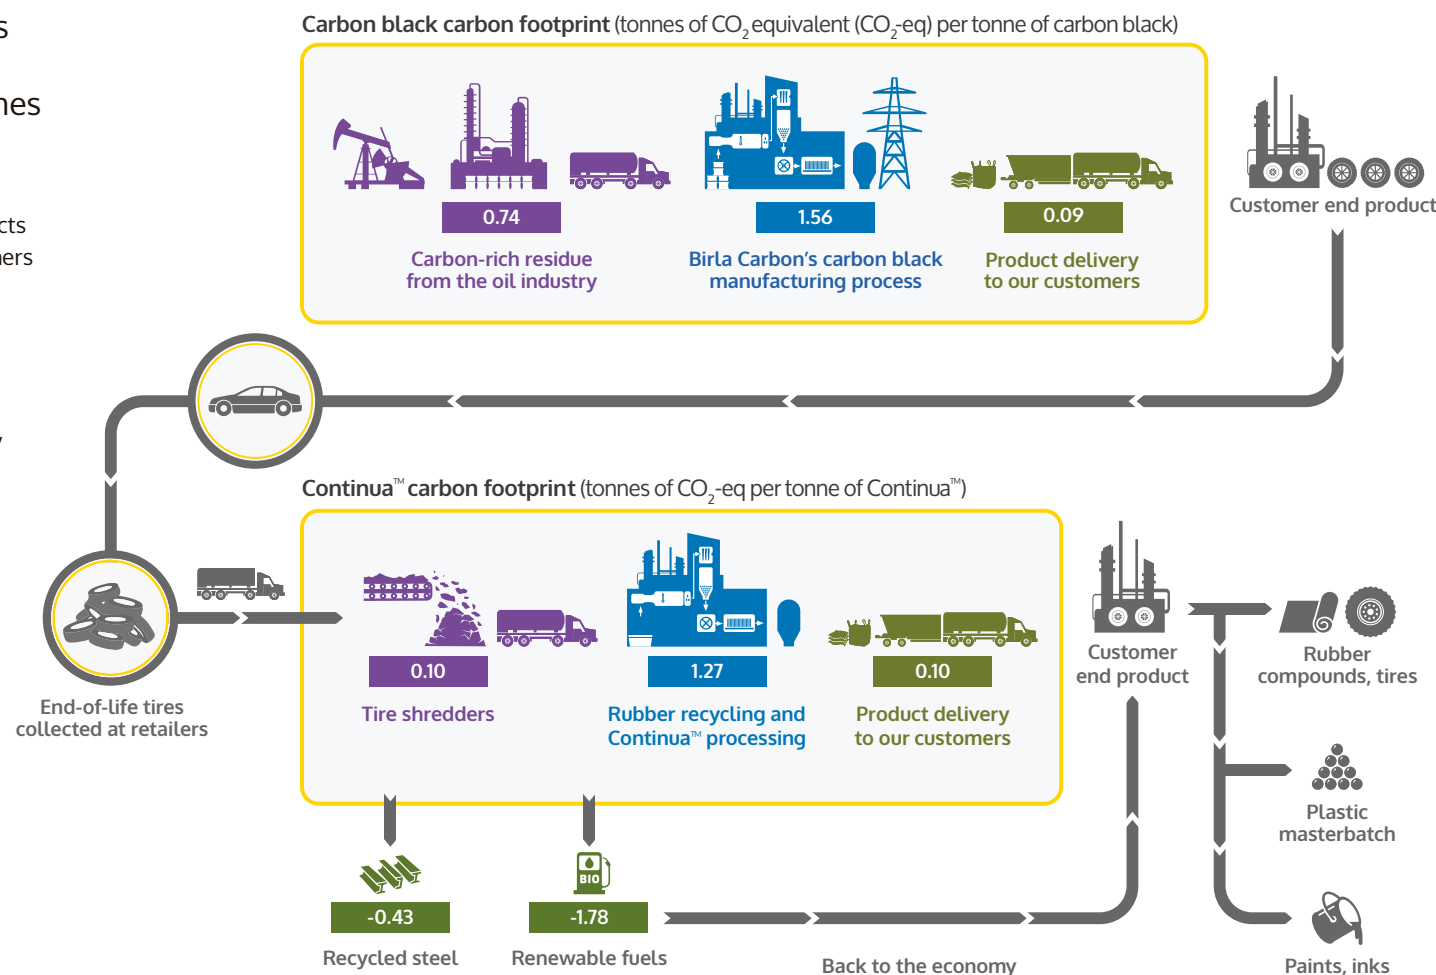 Carbon black carbon footprint (tonnes of CO₂ equivalent (CO₂-eq) per tonne of carbon black)
0.74
Carbon-rich residue
from the oil industry
1.56
Birla Carbon's carbon black
manufacturing process
0.09
Product delivery
to our customers
Customer end product
Continua™ carbon footprint (tonnes of CO₂-eq per tonne of Continua™)
End-of-life tires
collected at retailers
0.10
Tire shredders
1.27
Rubber recycling and
Continua™ processing
0.10
Product delivery
to our customers
Customer
end product
Rubber
compounds, tires
Plastic
masterbatch
Paints, inks
BIO
-0.43
Recycled steel
-1.78
Renewable fuels
Back to the economy